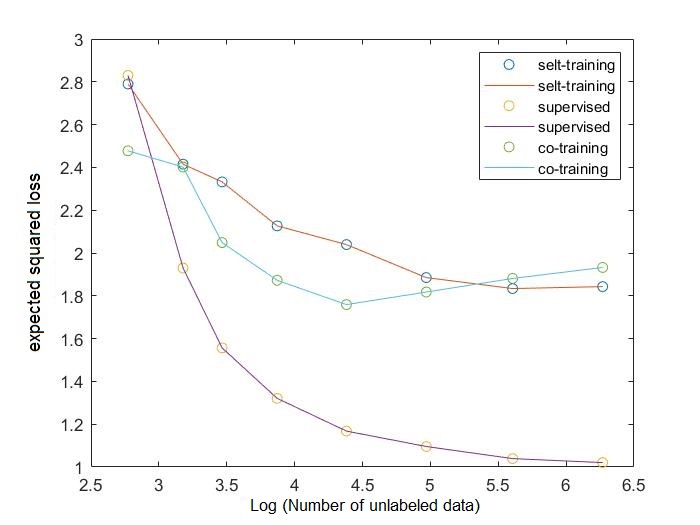 3
2.8
2.6
2.4
2.2
2
1.8
1.6
1.4
1.2
1
expected squared loss
selt-training
selt-training
supervised
supervised
co-training
co-training
2.5 3 3.5 4 4.5 5 5.5 6 6.5
Log (Number of unlabeled data)